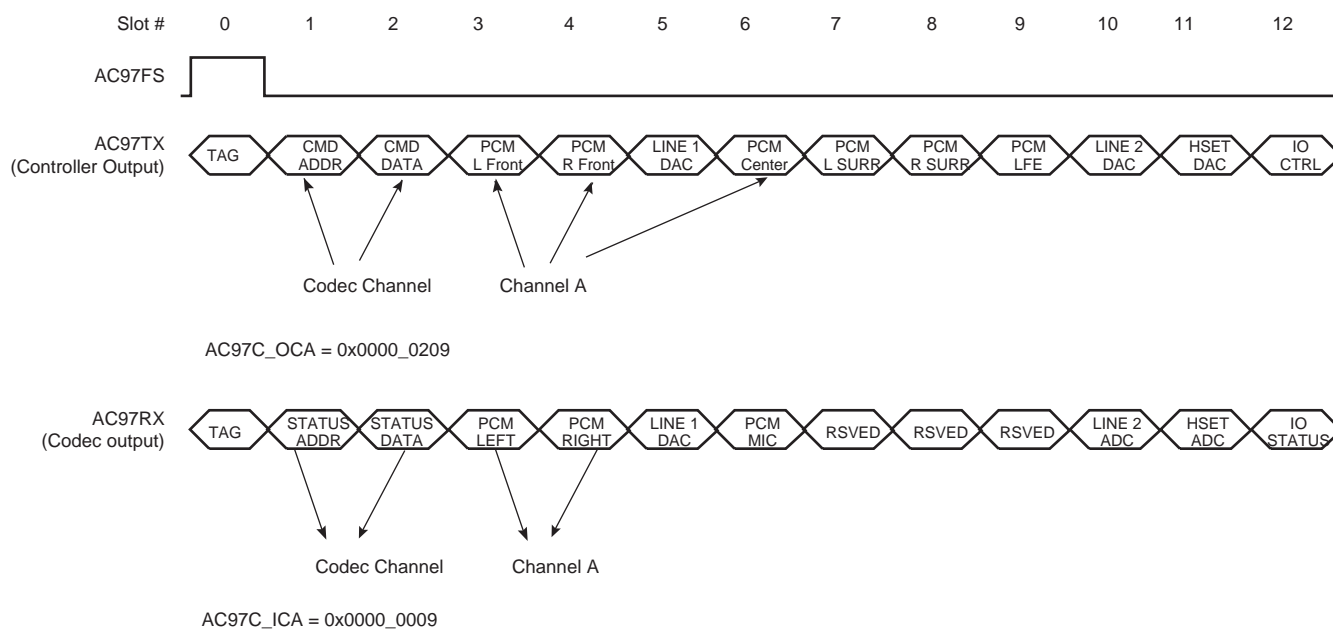 Slot # 0 1 2 3 4 5 6 7 8 9 10 11 12
AC97FS
AC97TX
(Controller Output)
TAG
CMD
ADDR
CMD
DATA
PCM
L Front
PCM
R Front
LINE 1
DAC
PCM
Center
PCM
L SURR
PCM
R SURR
PCM
LFE
LINE 2
DAC
HSET
DAC
IO
CTRL
Codec Channel
Channel A
AC97C_OCA = 0x0000_0209
AC97RX
(Codec output)
TAG
STATUS
ADDR
STATUS
DATA
PCM
LEFT
PCM
RIGHT
LINE 1
DAC
PCM
MIC
RSVED
RSVED
RSVED
LINE 2
ADC
HSET
ADC
IO
STATUS
Codec Channel
Channel A
AC97C_ICA = 0x0000_0009